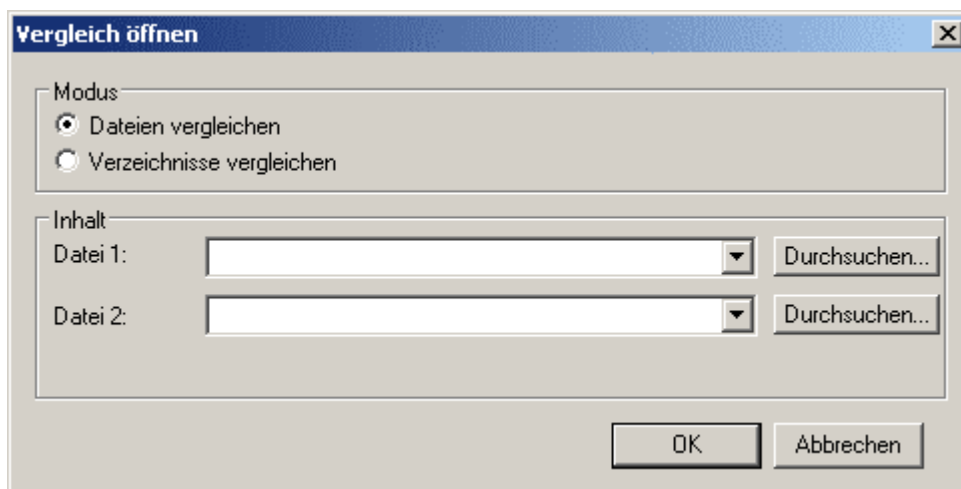 Vergleich öffnen
Modus
Dateien vergleichen
Verzeichnisse vergleichen
Inhalt
Datei 1:
Durchsuchen...
Datei 2:
Durchsuchen...
OK
Abbrechen